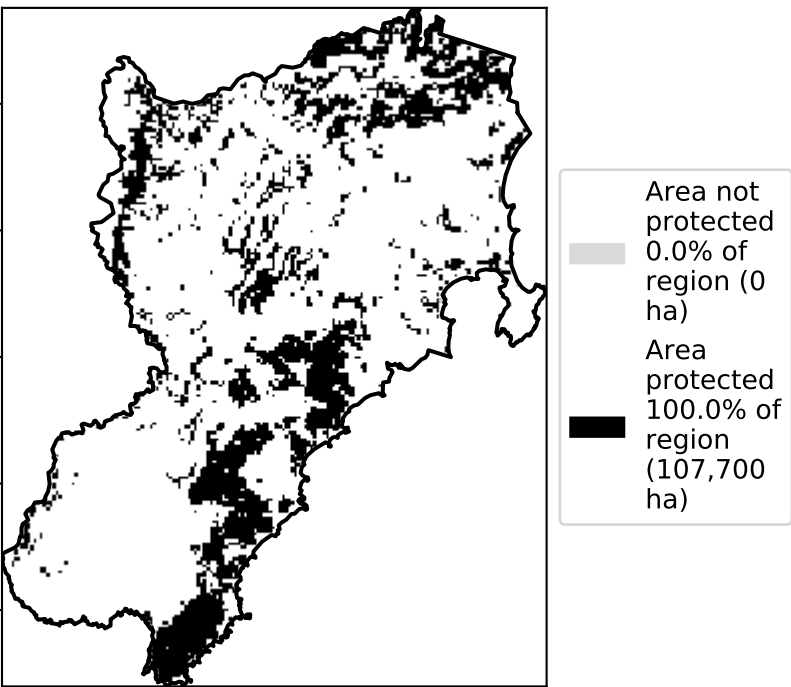 Area not
protected
0.0% of
region (0
ha)
Area
protected
100.0% of
region
(107,700
ha)